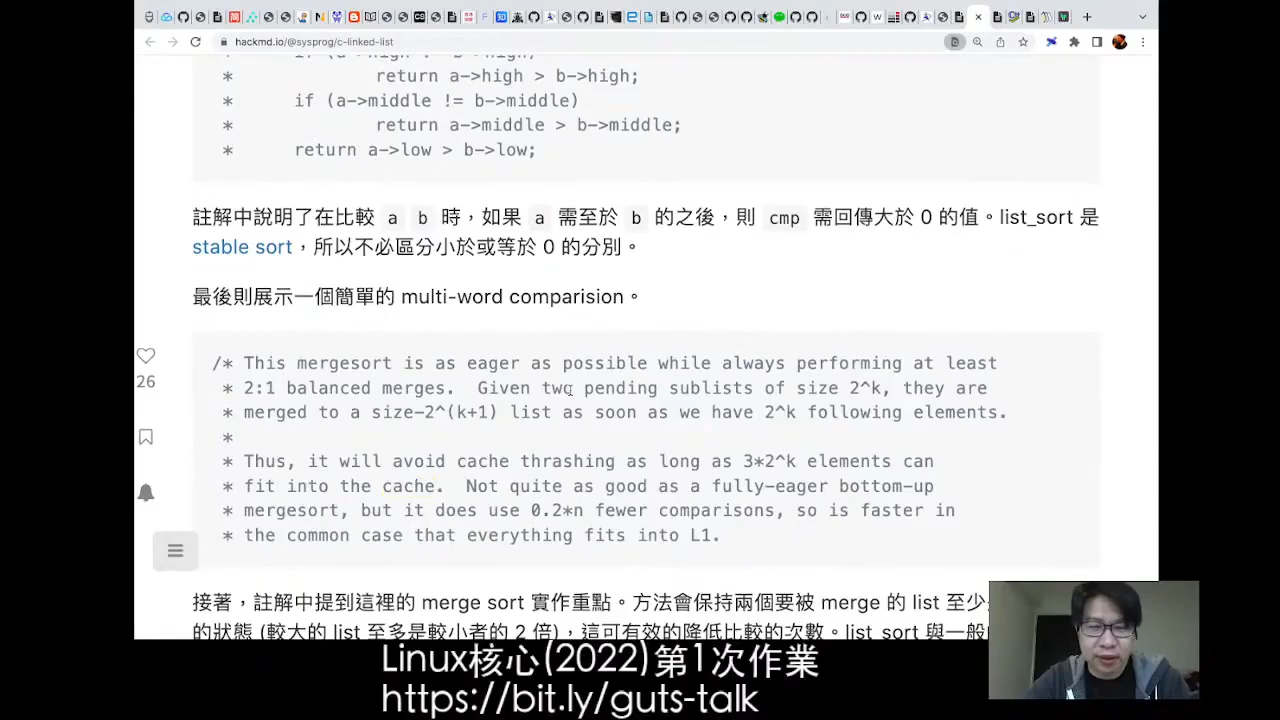 hackmd.io/@sysprog/c-linked-list
* return a->high > b->high;
* if (a->middle != b->middle)
* return a->middle > b->middle;
* return a->low > b->low;
註解中說明了在比較 a b 時，如果 a 需至於 b 的之後，則 cmp 需回傳大於 0 的值。list_sort 是
stable sort，所以不必區分小於或等於 0 的分別。
最後則展示一個簡單的 multi-word comparision。
/* This mergesort is as eager as possible while always performing at least
* 2:1 balanced merges. Given two pending sublists of size 2^k, they are
* merged to a size-2^(k+1) list as soon as we have 2^k following elements.
*
* Thus, it will avoid cache thrashing as long as 3*2^k elements can
* fit into the cache. Not quite as good as a fully-eager bottom-up
* mergesort, but it does use 0.2*n fewer comparisons, so is faster in
* the common case that everything fits into L1.
26
接著，註解中提到這裡的 merge sort 實作重點。方法會保持兩個要被 merge 的 list 至少
的狀態 (較大的 list 至多是較小者的 2 倍)，這可有效的降低比較的次數。list_sort 與一般
Linux核心(2022)第1次作業
https://bit.ly/guts-talk